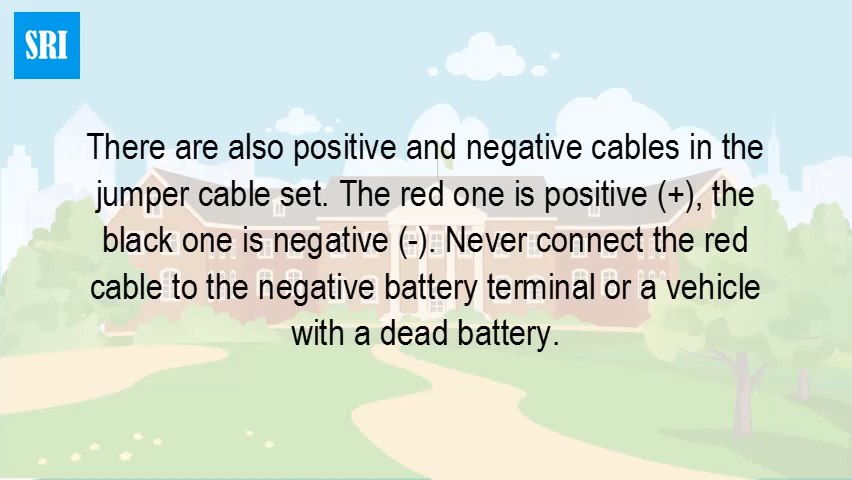 SRI
There are also positive and negative cables in the
jumper cable set. The red one is positive (+), the
black one is negative (-). Never connect the red
cable to the negative battery terminal or a vehicle
with a dead battery.